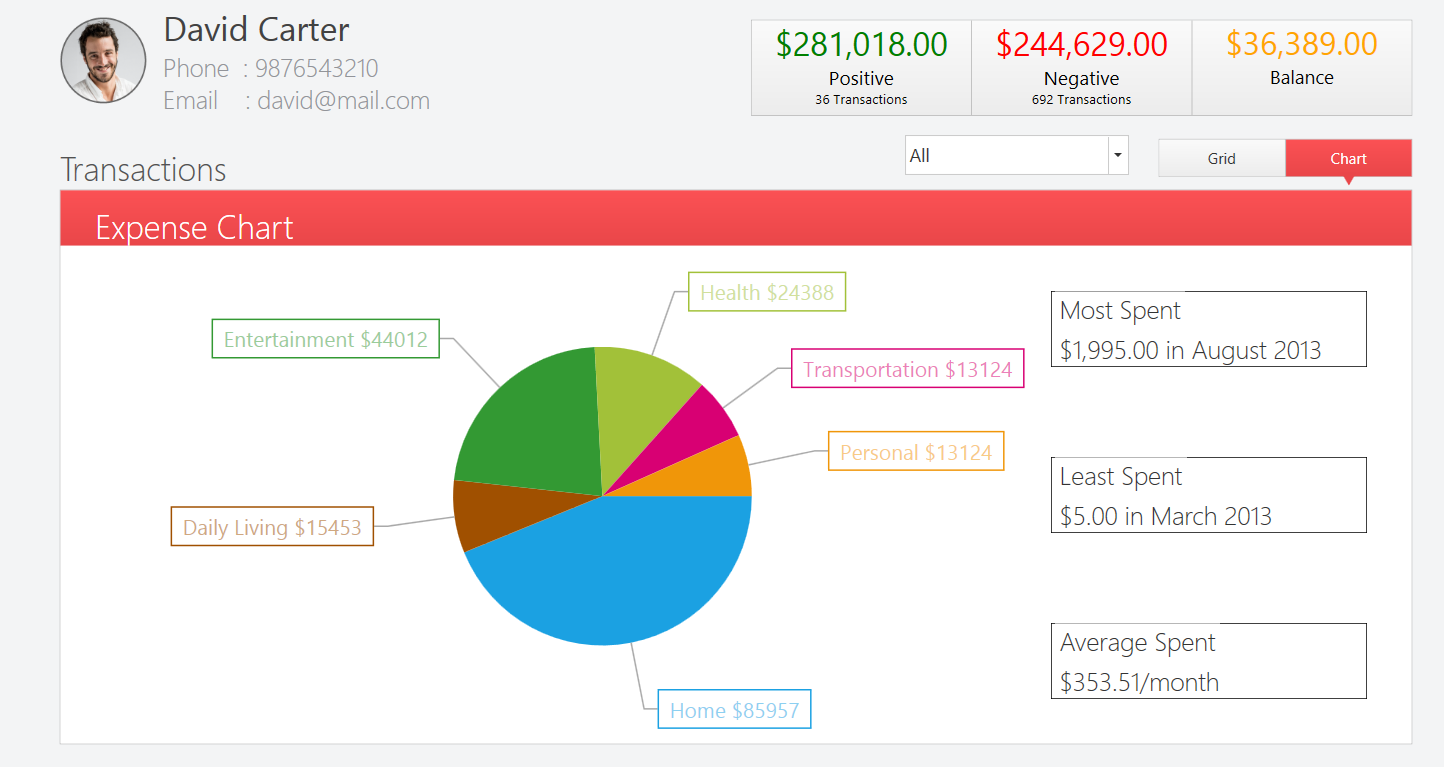 David Carter
Phone : 9876543210
Email : david@mail.com
$281,018.00
Positive
36 Transactions
$244,629.00
Negative
692 Transactions
$36,389.00
Balance
Transactions
All
Grid
Chart
Expense Chart
Health $24388
Entertainment $44012
Transportation $13124
Personal $13124
Daily Living $15453
Home $85957
Most Spent
$1,995.00 in August 2013
Least Spent
$5.00 in March 2013
Average Spent
$353.51/month